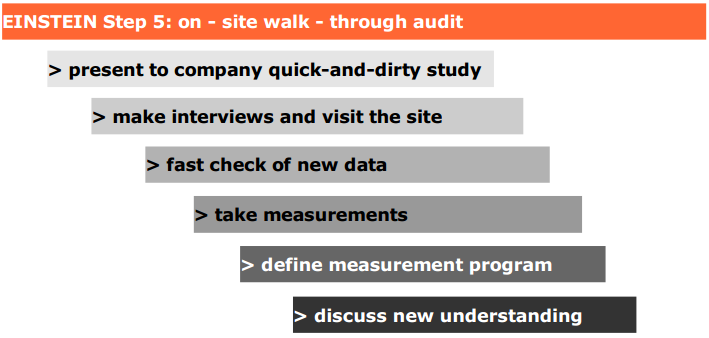 EINSTEIN Step 5: on - site walk - through audit
> present to company quick-and-dirty study
> make interviews and visit the site
> fast check of new data
> take measurements
> define measurement program
> discuss new understanding